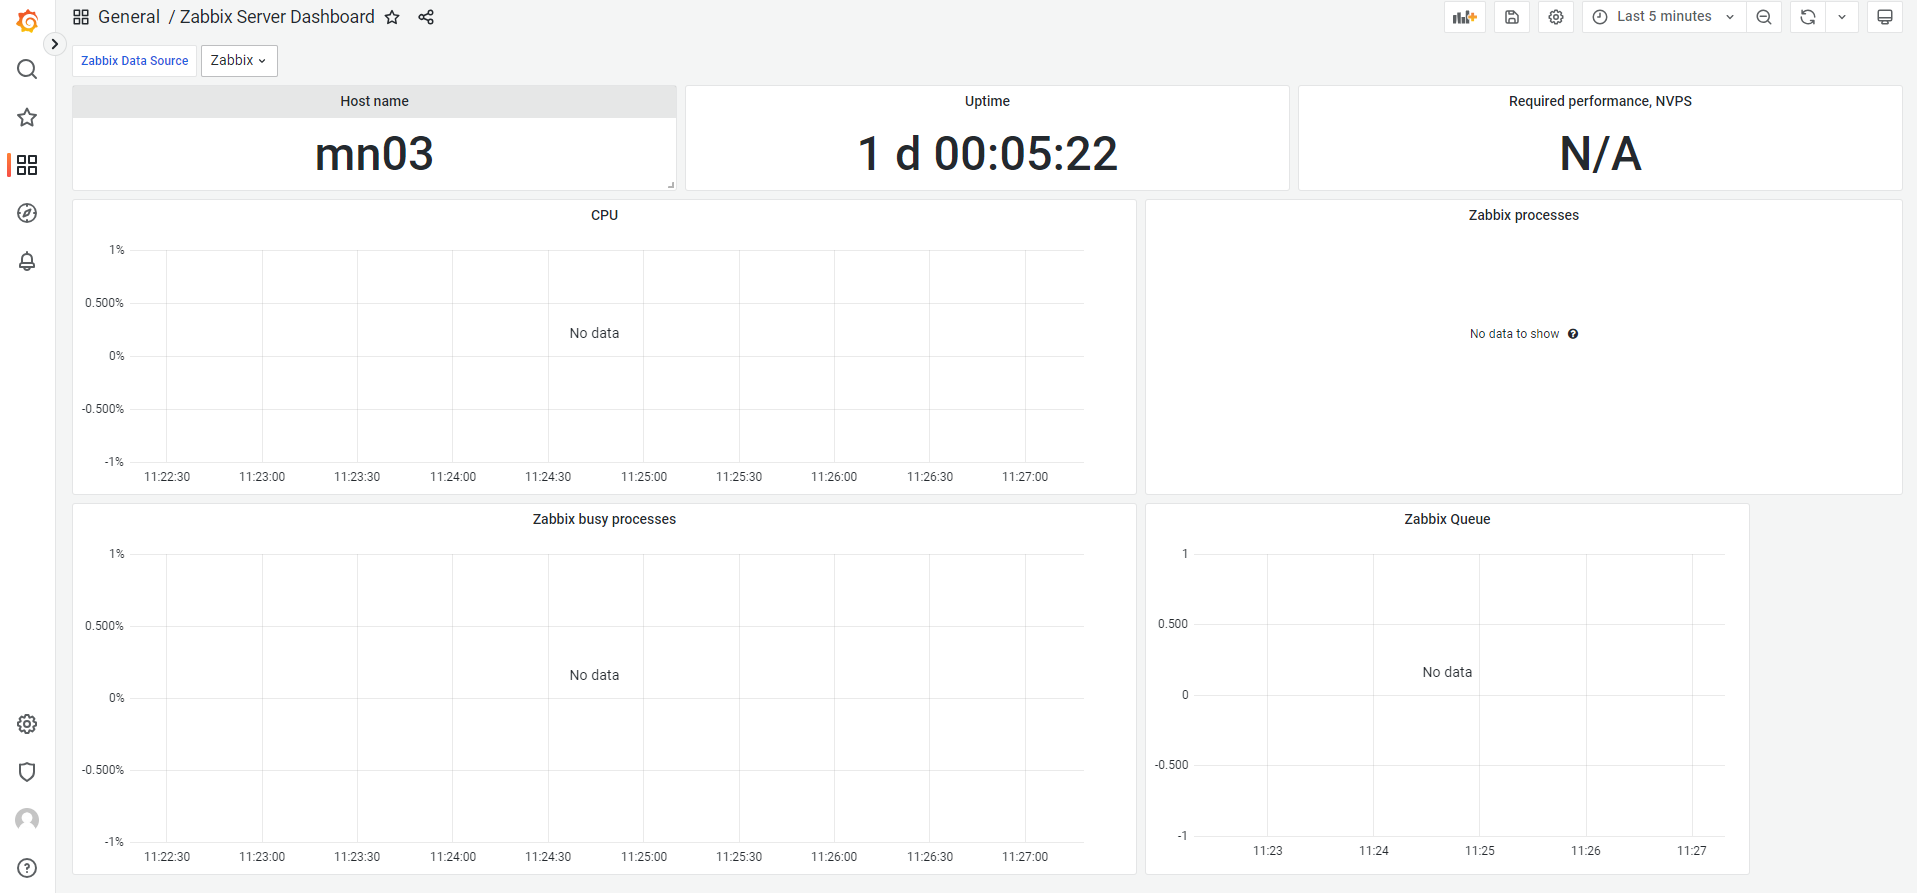 General / Zabbix Server Dashboard
Last 5 minutes
Zabbix Data Source
Zabbix
Host name
mn03
Uptime
1 d 00:05:22
Required performance, NVPS
N/A
CPU
1%
0.500%
0%
-0.500%
-1%
No data
11:22:30 11:23:00 11:23:30 11:24:00 11:24:30 11:25:00 11:25:30 11:26:00 11:26:30 11:27:00
Zabbix processes
No data to show
Zabbix busy processes
1%
0.500%
0%
-0.500%
-1%
No data
11:22:30 11:23:00 11:23:30 11:24:00 11:24:30 11:25:00 11:25:30 11:26:00 11:26:30 11:27:00
Zabbix Queue
1
0.500
0
-0.500
-1
No data
11:23 11:24 11:25 11:26 11:27